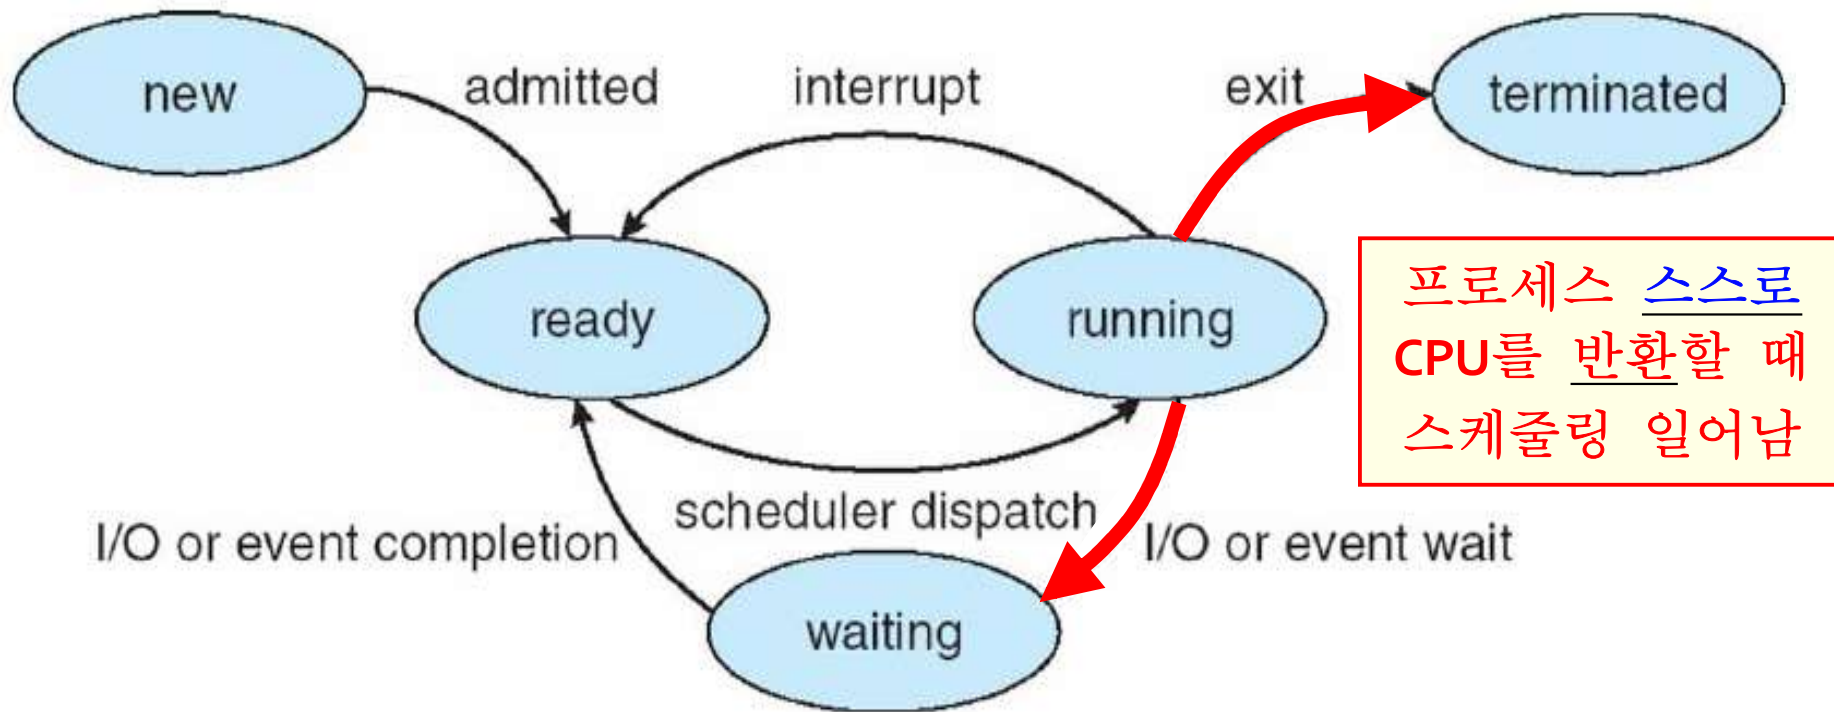 new
admitted
interrupt
exit
terminated
ready
running
프로세스 스스로
CPU를 반환할 때
스케줄링 일어남
scheduler dispatch
I/O or event completion
I/O or event wait
waiting